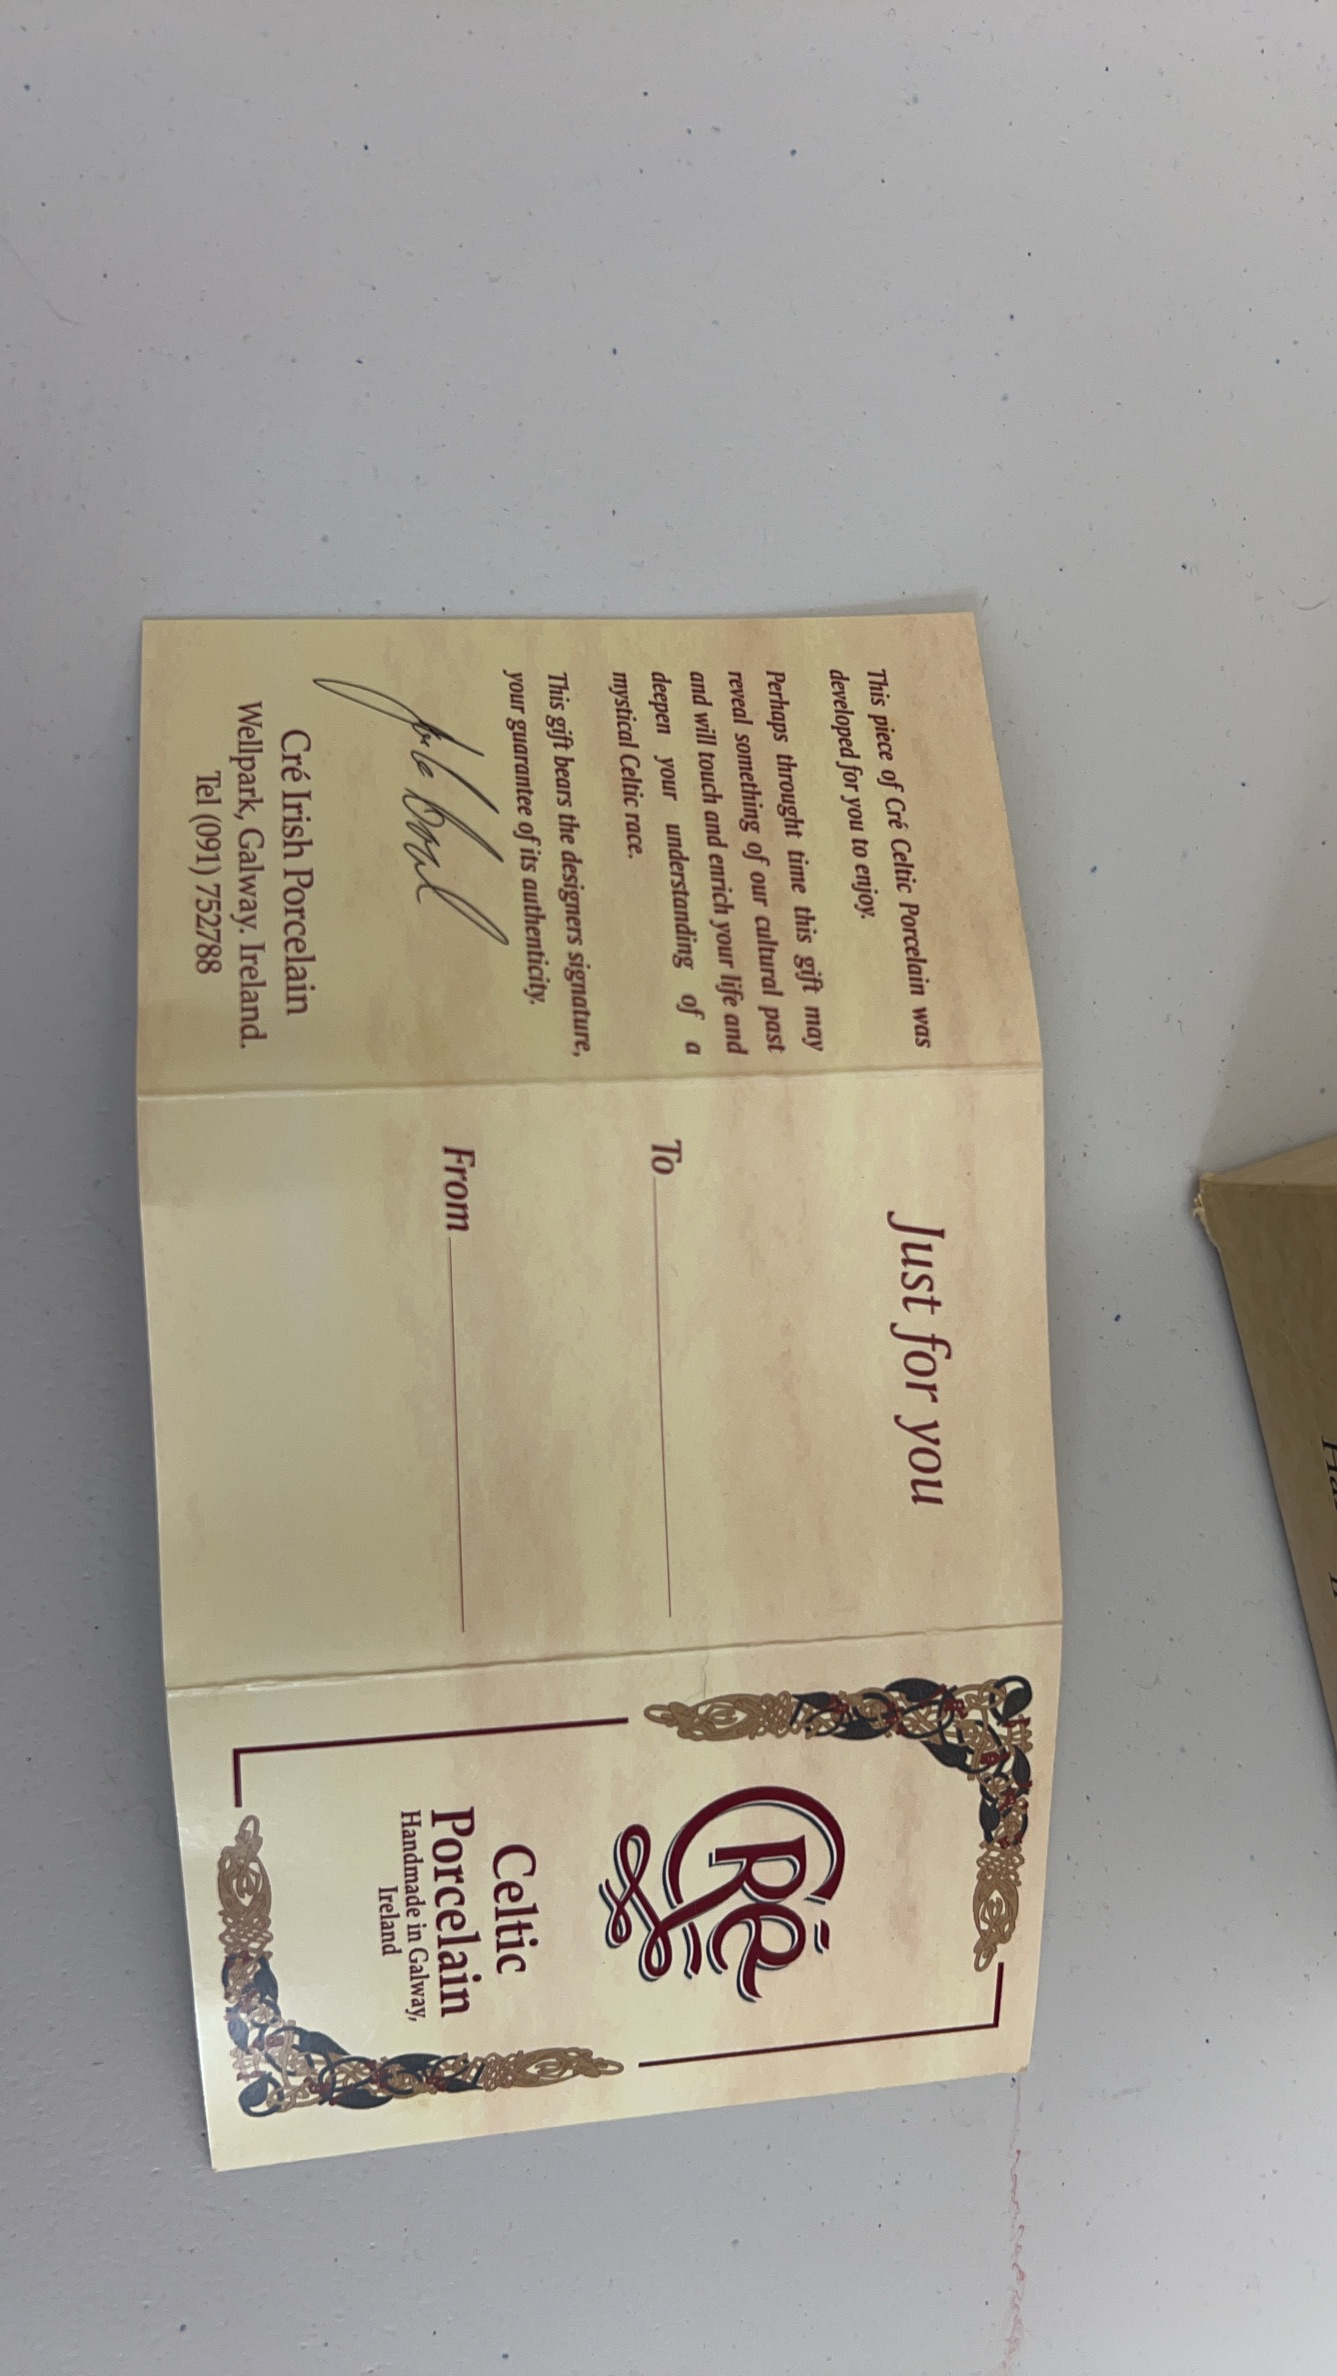 This piece of Cré Celtic Porcelain was
developed for you to enjoy.
Perhaps throught time this gift may
reveal something of our cultural past
and will touch and enrich your life and
deepen your understanding of a
mystical Celtic race.
This gift bears the designers signature,
your guarantee of its authenticity.
Cré Irish Porcelain
Wellpark, Galway. Ireland.
Tel (091) 752788
Just for you
To
From
CRé
Celtic
Porcelain
Handmade in Galway,
Ireland